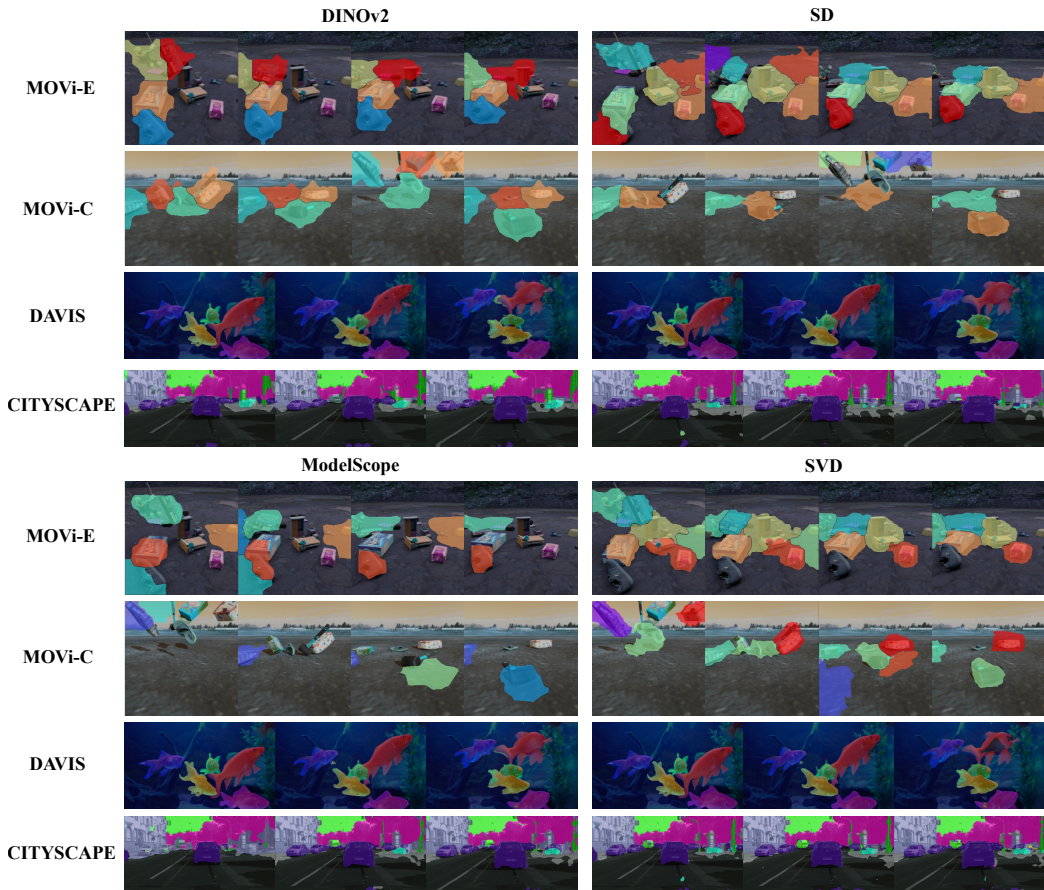 DINOv2
SD
MOVi-E
MOVi-C
DAVIS
CITYSCAPE
ModelScope
SVD
MOVi-E
MOVi-C
DAVIS
CITYSCAPE